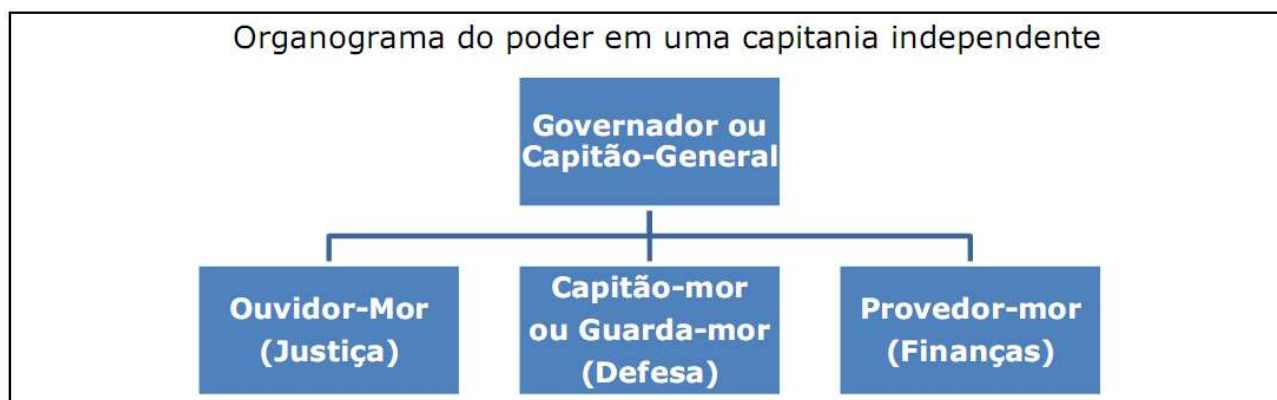 Organograma do poder em uma capitania independente
Governador ou
Capitão-General
Ouvidor-Mor
(Justiça)
Capitão-mor
ou Guarda-mor
(Defesa)
Provedor-mor
(Finanças)